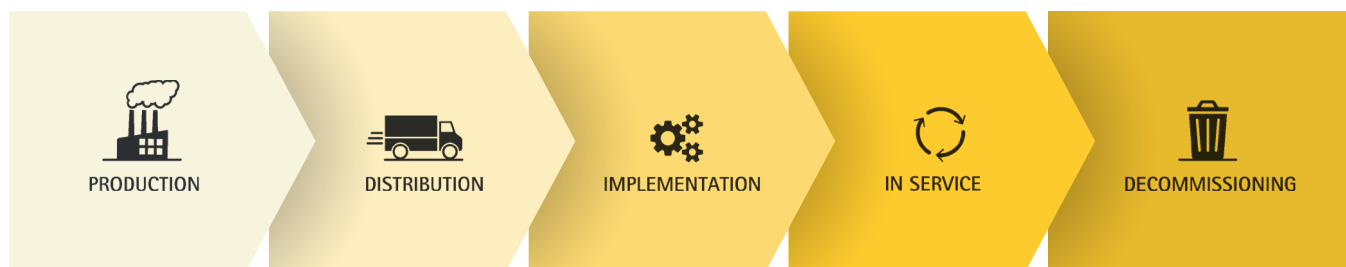 PRODUCTION
DISTRIBUTION
IMPLEMENTATION
IN SERVICE
DECOMMISSIONING